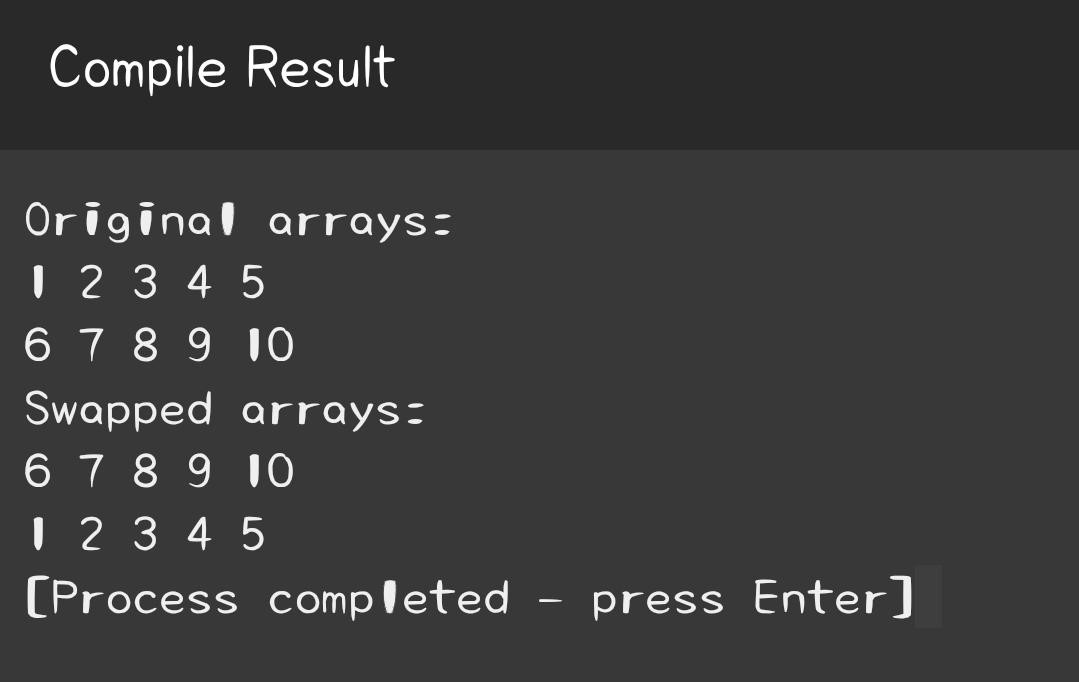 Compile Result
Original arrays:
1 2 3 4 5
6 7 8 9 10
Swapped arrays:
6 7 8 9 10
1 2 3 4 5
[Process completed - press Enter]